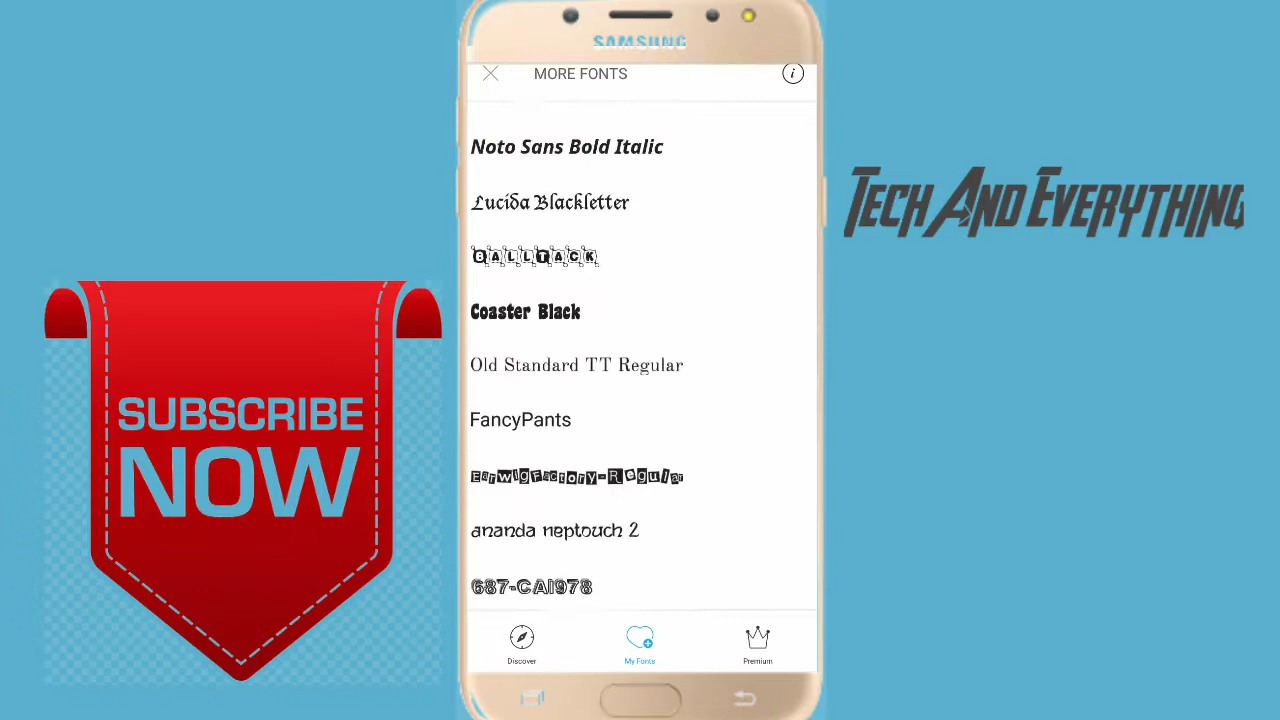 SAMSUNG
MORE FONTS
Noto Sans Bold Italic
Lucida Blackletter
BALLTACK
Coaster Black
Old Standard TT Regular
FancyPants
EarwigFactory-Regular
ananda neptouch 2
687-CAI978
Discover
My Fonts
Premium
SUBSCRIBE
NOW
TECH AND EVERYTHING